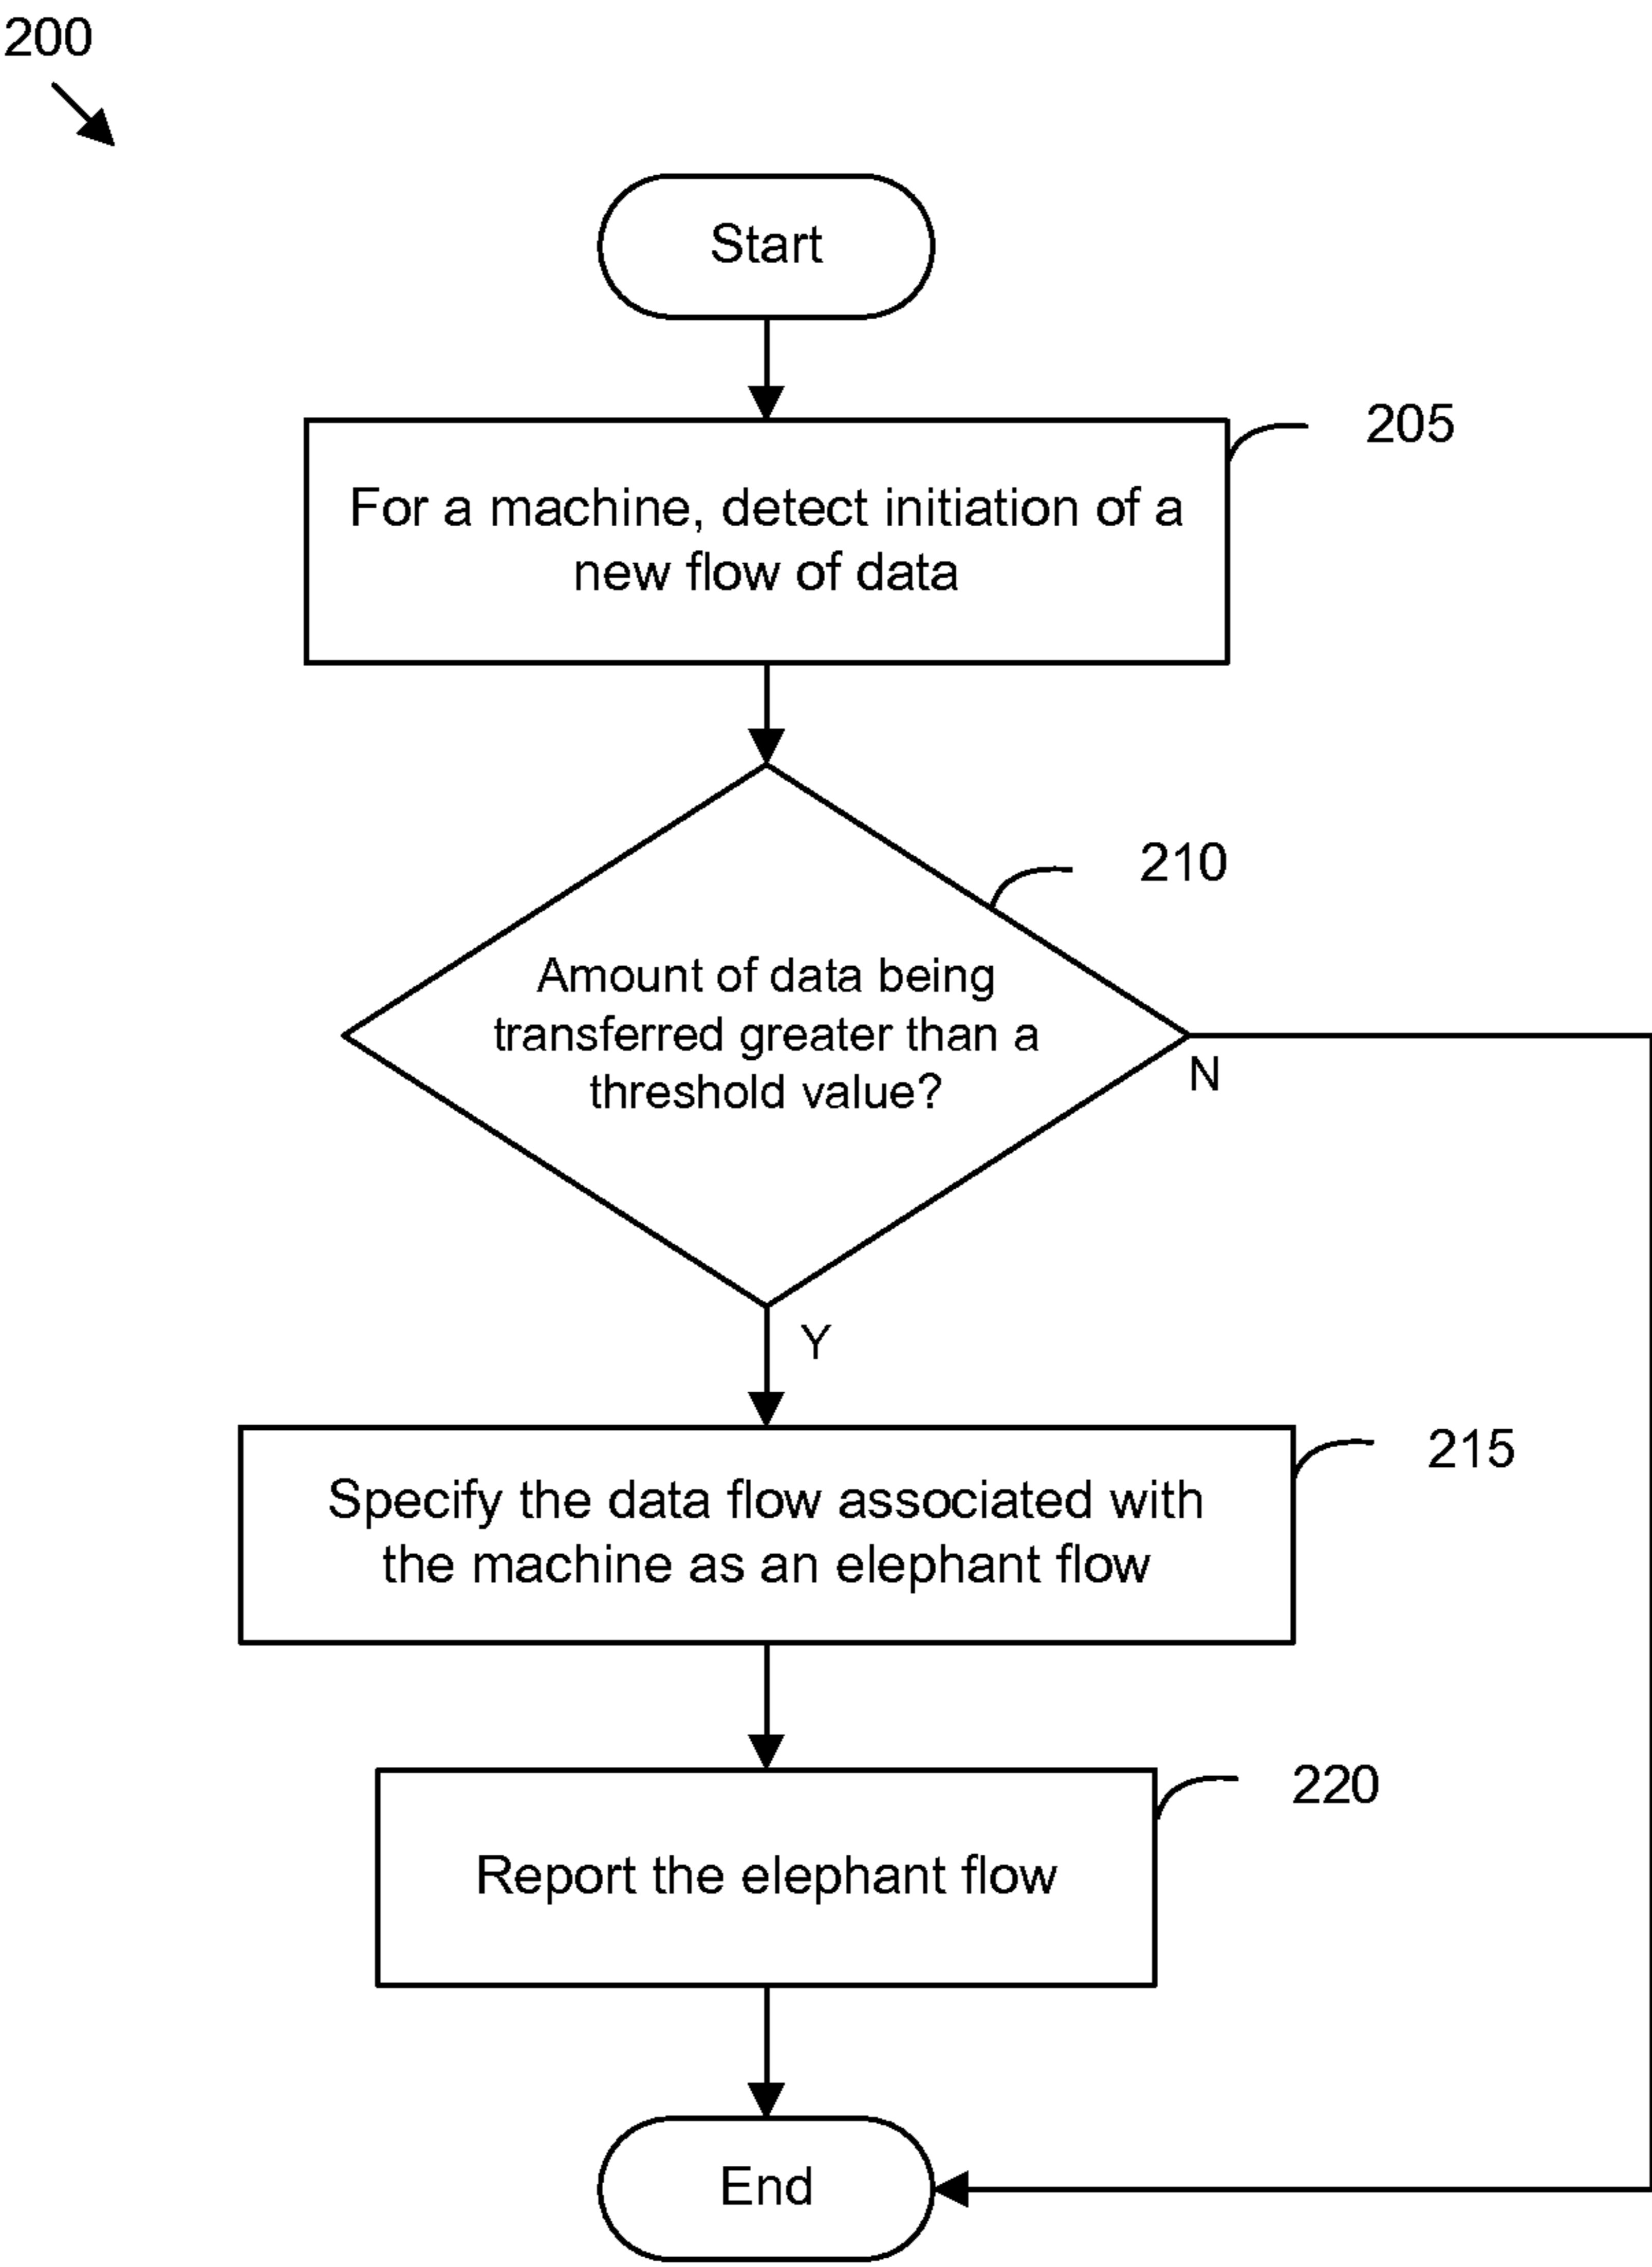 200
Start
205
For a machine, detect initiation of a
new flow of data
210
Amount of data being
transferred greater than a
threshold value?
N
Y
215
Specify the data flow associated with
the machine as an elephant flow
220
Report the elephant flow
End